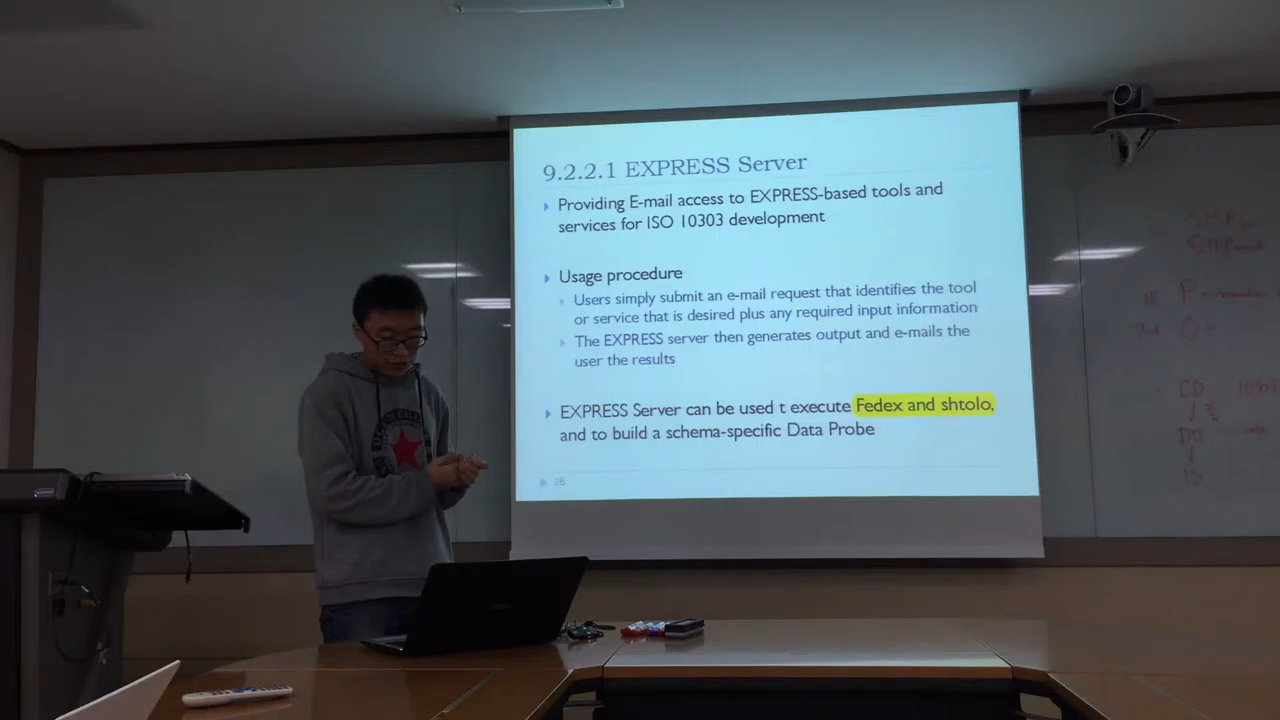 9.2.2.1 EXPRESS Server
Providing E-mail access to EXPRESS-based tools and
services for ISO 10303 development
Usage procedure
Users simply submit an e-mail request that identifies the tool
or service that is desired plus any required input information
The EXPRESS server then generates output and e-mails the
user the results
EXPRESS Server can be used t execute Fedex and shtolo,
and to build a schema-specific Data Probe
26
P
CD